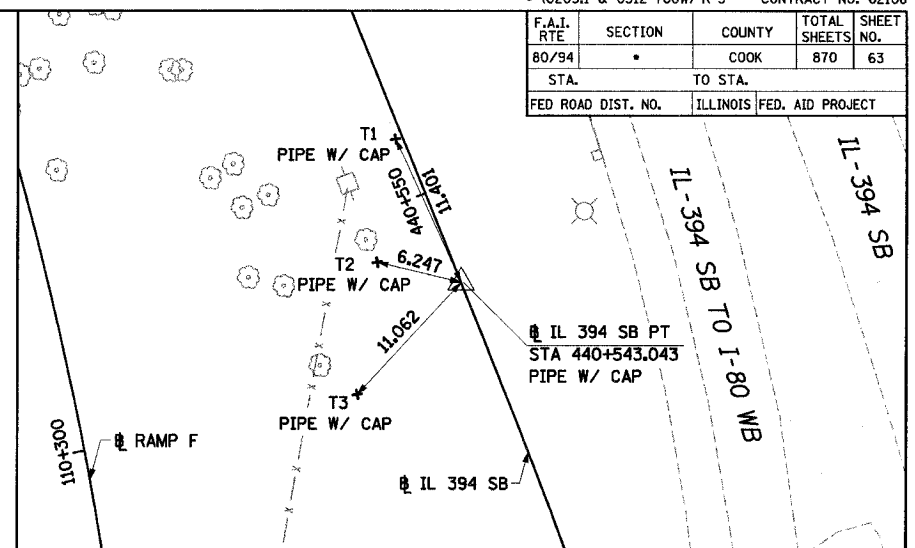 F.A.I. RTE SECTION COUNTY TOTAL SHEETS SHEET NO.
80/94 * COOK 870 63
STA. TO STA.
FED ROAD DIST. NO. ILLINOIS FED. AID PROJECT
T1
PIPE W/ CAP
11.401
440+550
T2
PIPE W/ CAP
6.247
11.062
T3
PIPE W/ CAP
IL 394 SB PT
STA 440+543.043
PIPE W/ CAP
IL-394 SB TO I-80 WB
IL-394 SB
110+300
RAMP F
IL 394 SB